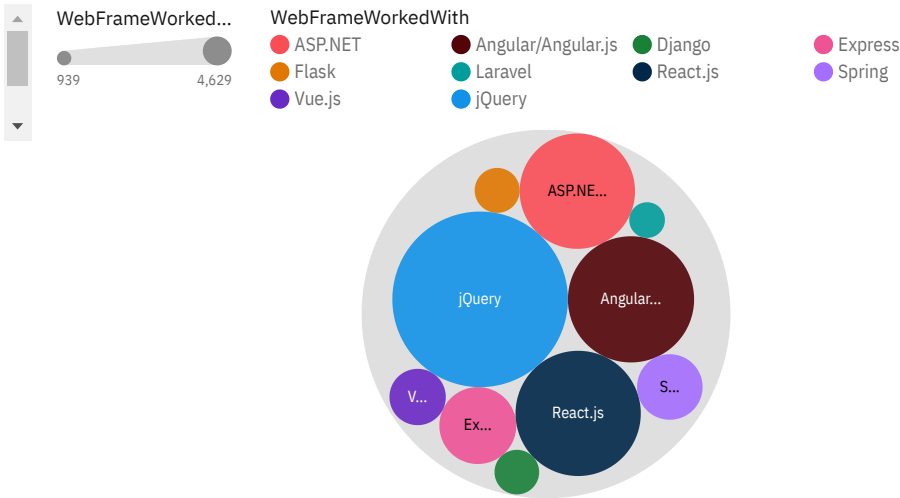 WebFrameWorked...
939
4,629
WebFrameWorkedWith
ASP.NET
Angular/Angular.js
Django
Express
Flask
Laravel
React.js
Spring
Vue.js
jQuery
ASP.NE...
jQuery
Angular...
S...
V...
React.js
Ex...